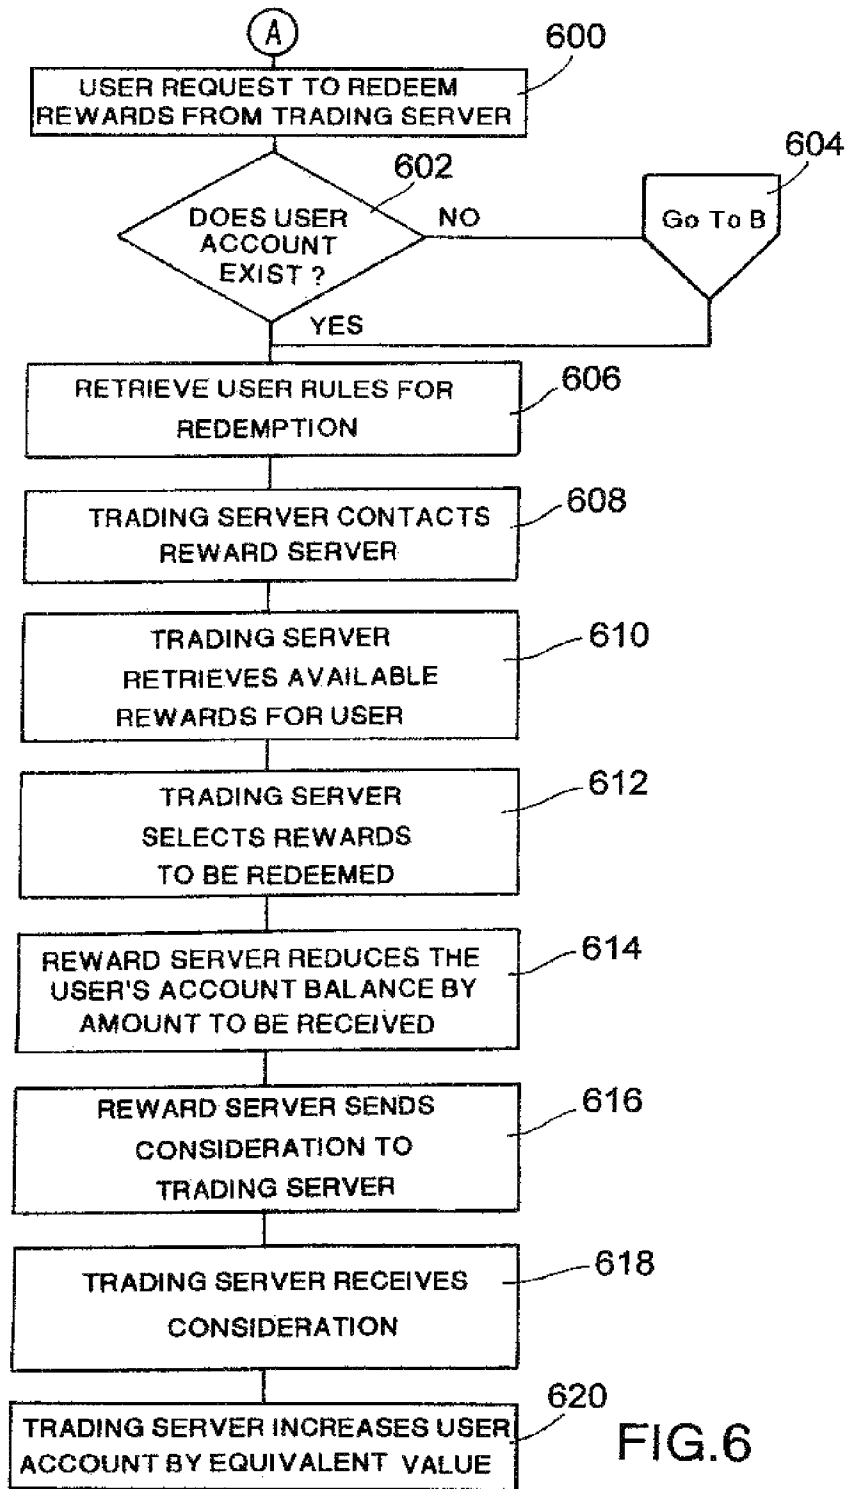 A
600
USER REQUEST TO REDEEM
REWARDS FROM TRADING SERVER
602
604
DOES USER
ACCOUNT
EXIST ?
NO
Go To B
YES
RETRIEVE USER RULES FOR
REDEMPTION
606
TRADING SERVER CONTACTS
REWARD SERVER
608
TRADING SERVER
RETRIEVES AVAILABLE
REWARDS FOR USER
610
TRADING SERVER
SELECTS REWARDS
TO BE REDEEMED
612
REWARD SERVER REDUCES THE
USER'S ACCOUNT BALANCE BY
AMOUNT TO BE RECEIVED
614
REWARD SERVER SENDS
CONSIDERATION TO
TRADING SERVER
616
TRADING SERVER RECEIVES
CONSIDERATION
618
TRADING SERVER INCREASES USER
ACCOUNT BY EQUIVALENT VALUE
620
FIG.6